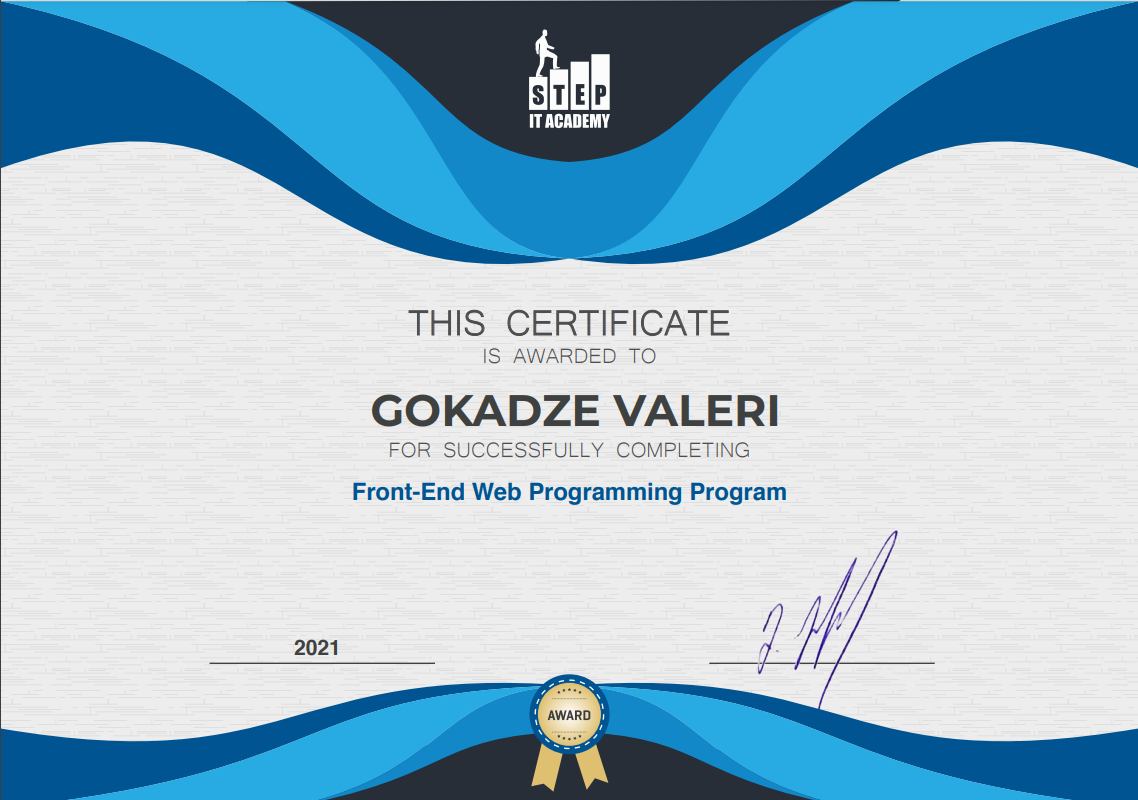 STEP
IT ACADEMY
THIS CERTIFICATE
IS AWARDED TO
GOKADZE VALERI
FOR SUCCESSFULLY COMPLETING
Front-End Web Programming Program
2021
AWARD